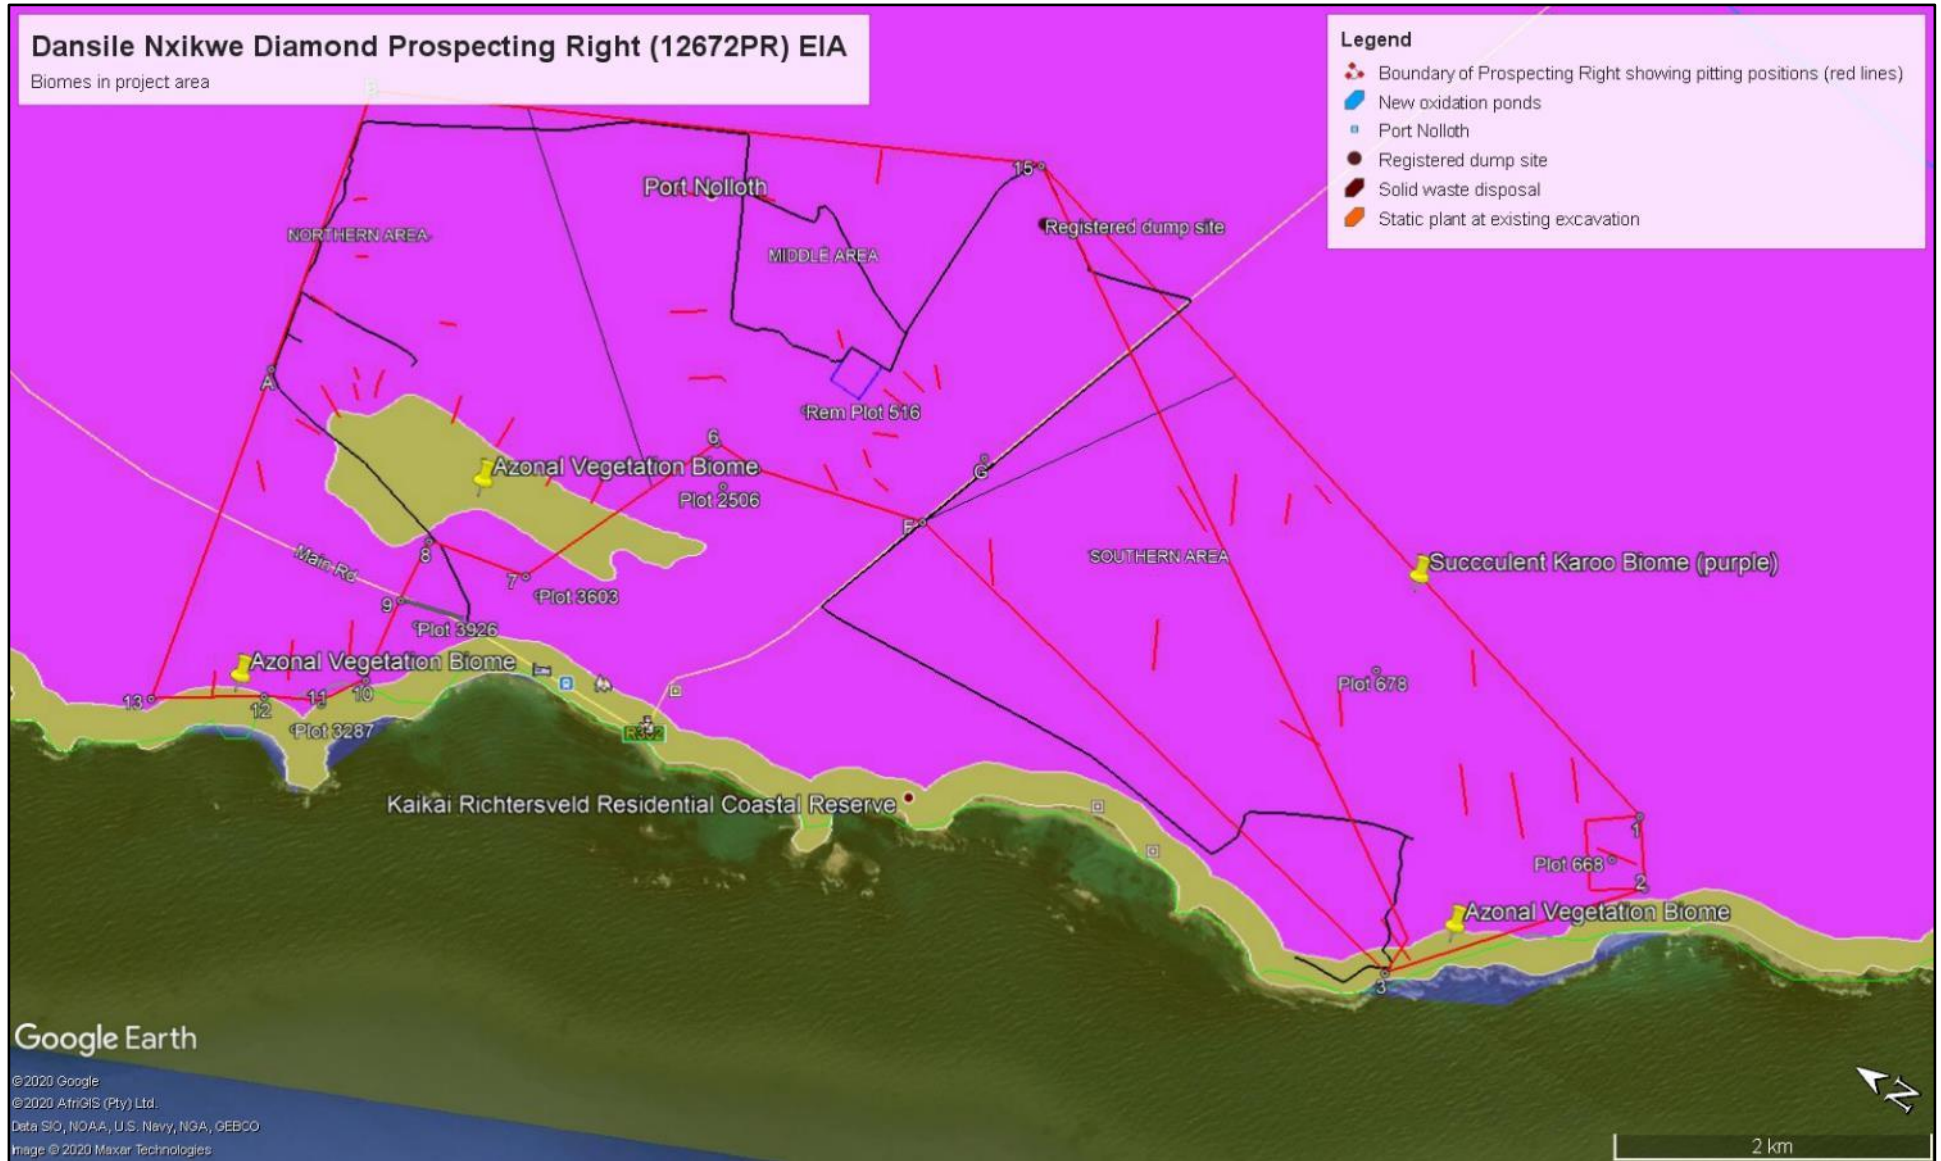 Dansile Nxikwe Diamond Prospecting Right (12672PR) EIA
Biomes in project area
Legend
Boundary of Prospecting Right showing pitting positions (red lines)
New oxidation ponds
Port Nolloth
Registered dump site
Solid waste disposal
Static plant at existing excavation
B
15
Port Nolloth
Registered dump site
NORTHERN AREA
MIDDLE AREA
A
Rem Plot 516
6
Azonal Vegetation Biome
G
Plot 2506
F
8
Main Rd
SOUTHERN AREA
Succculent Karoo Biome (purple)
7
Plot 3603
9
Plot 3926
Azonal Vegetation Biome
Plot 678
13
12
11
10
Plot 3287
R382
Kaikai Richtersveld Residential Coastal Reserve
1
Plot 668
2
Azonal Vegetation Biome
3
Google Earth
©2020 Google
©2020 AfriGIS (Pty) Ltd.
Data SIO, NOAA, U.S. Navy, NGA, GEBCO
Image © 2020 Maxar Technologies
N
2 km